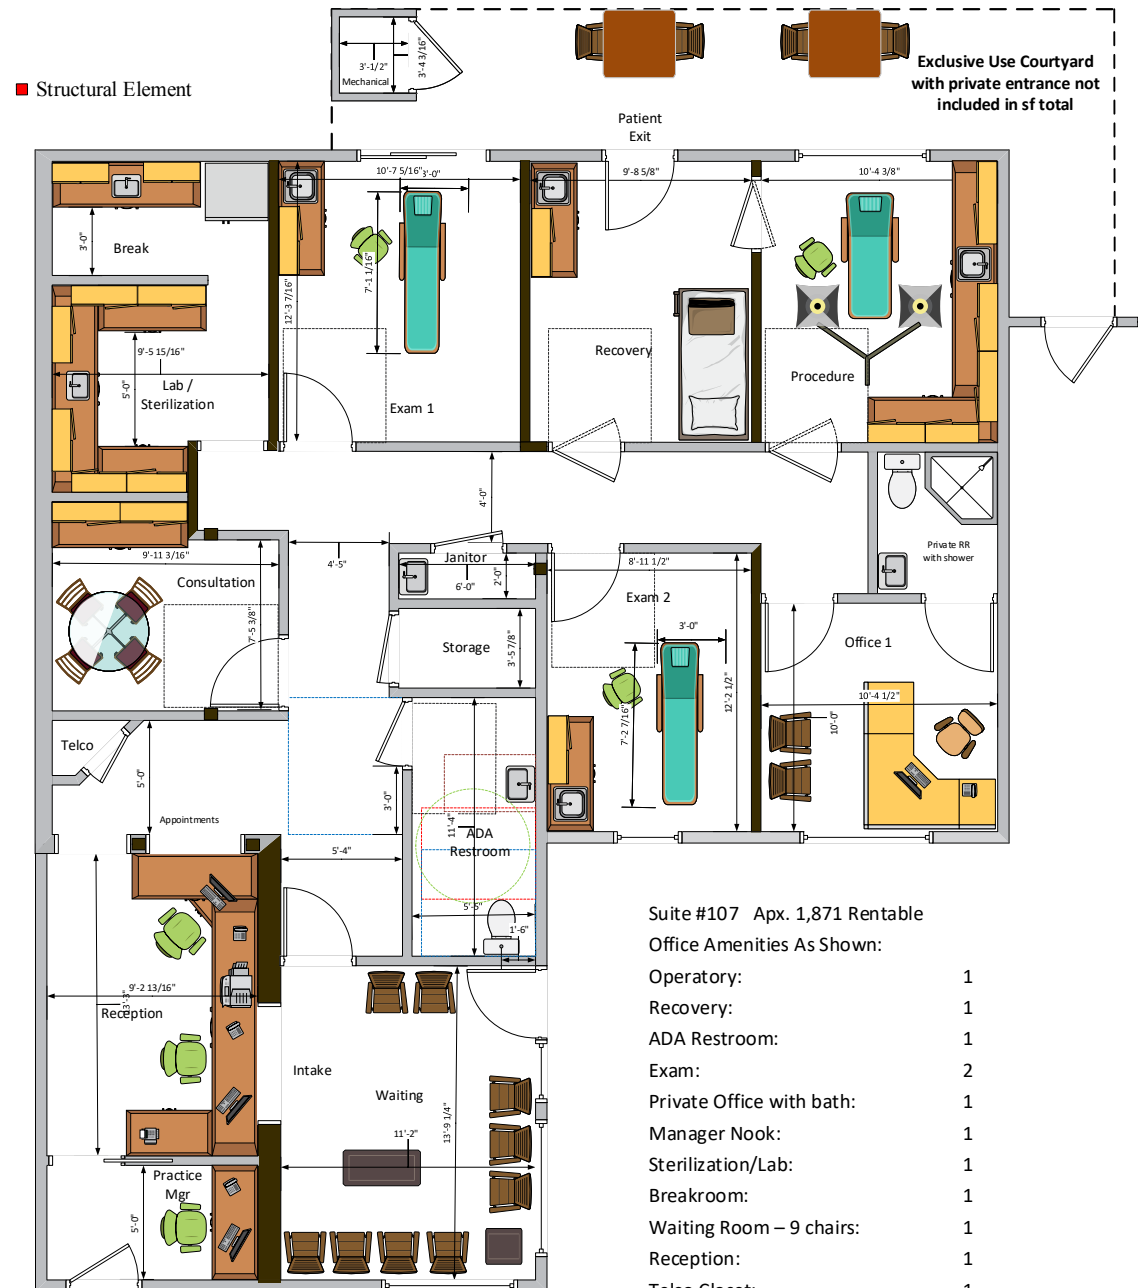 Structural Element
3'-1/2"
3'-4 3/16"
Mechanical
Exclusive Use Courtyard
with private entrance not
included in sf total
Patient
Exit
10'-7 5/16"
3'-0"
9'-8 5/8"
10'-4 3/8"
Break
3'-0"
7'-1 1/16"
12'-3 7/16"
9'-5 15/16"
5'-0"
Lab /
Sterilization
Exam 1
Recovery
Procedure
4'-0"
Private RR
with shower
9'-11 3/16"
Consultation
7'-5 3/8"
4'-5"
Janitor
6'-0"
2'-0"
8'-11 1/2"
Exam 2
3'-0"
Storage
3'-5 7/8"
Office 1
10'-4 1/2"
10'-0"
12'-2 1/2"
7'-2 7/16"
Telco
5'-0"
Appointments
3'-0"
11'-4"
ADA
Restroom
5'-4"
5'-5"
1'-6"
9'-2 13/16"
13'-3"
Reception
Intake
Waiting
13'-9 1/4"
11'-2"
Practice
Mgr
5'-0"
Suite #107 Apx. 1,871 Rentable
Office Amenities As Shown:
Operatory: 1
Recovery: 1
ADA Restroom: 1
Exam: 2
Private Office with bath: 1
Manager Nook: 1
Sterilization/Lab: 1
Breakroom: 1
Waiting Room – 9 chairs: 1
Reception: 1
Telco Closet: 1